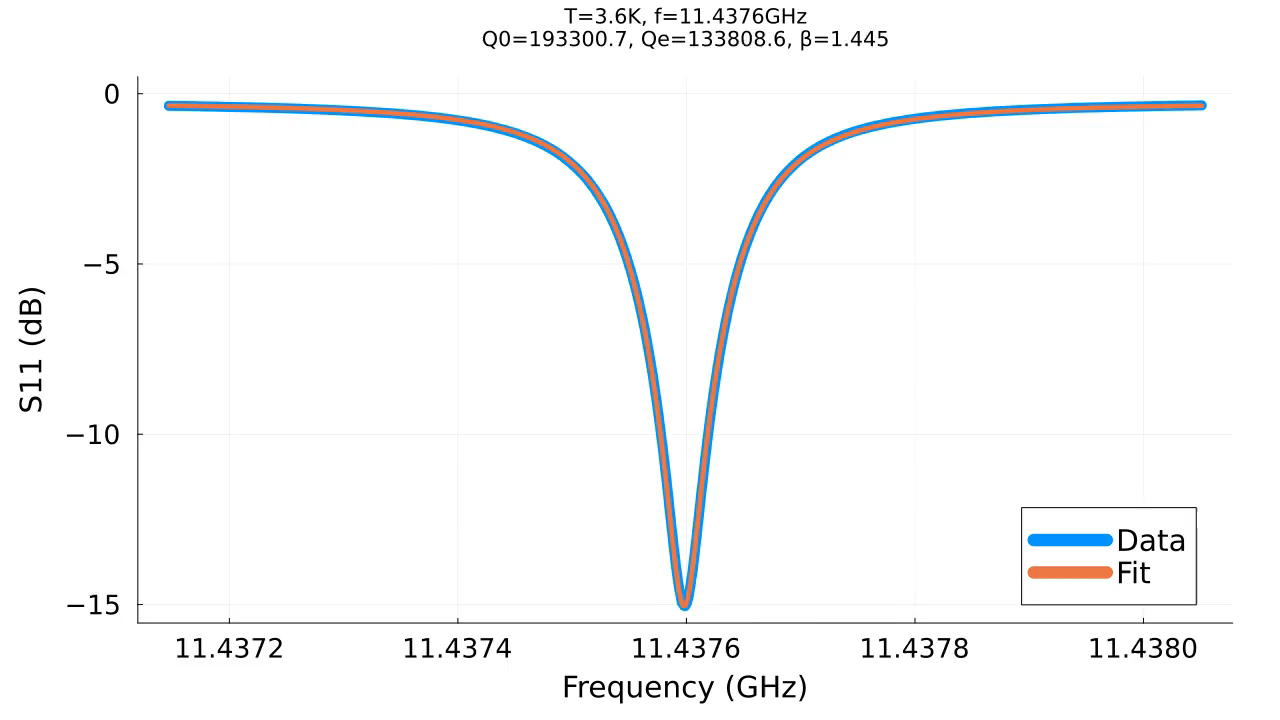 T=3.6K, f=11.4376GHz
Q0=193300.7, Qe=133808.6, β=1.445
0
−5
−10
−15
S11 (dB)
Data
Fit
11.4372 11.4374 11.4376 11.4378 11.4380
Frequency (GHz)